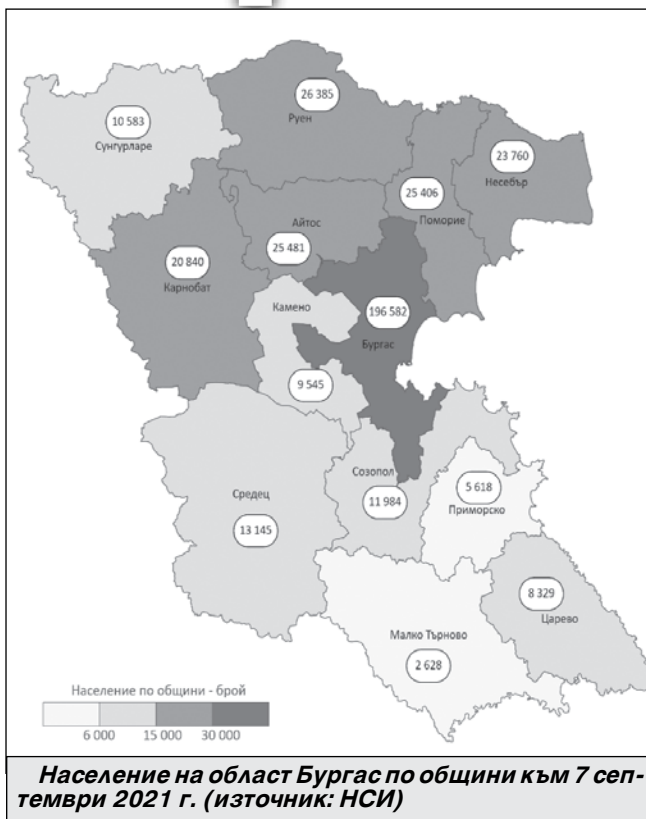 26 385
Руен
10 583
Сунгурларе
23 760
Несебър
25 406
Поморие
Айтос
25 481
20 840
Карнобат
Камено
196 582
Бургас
9 545
Созопол
11 984
5 618
Приморско
Средец
13 145
8 329
Царево
Малко Търново
2 628
Население по общини - брой
6 000 15 000 30 000
Население на област Бургас по общини към 7 сеп-
тември 2021 г. (източник: НСИ)